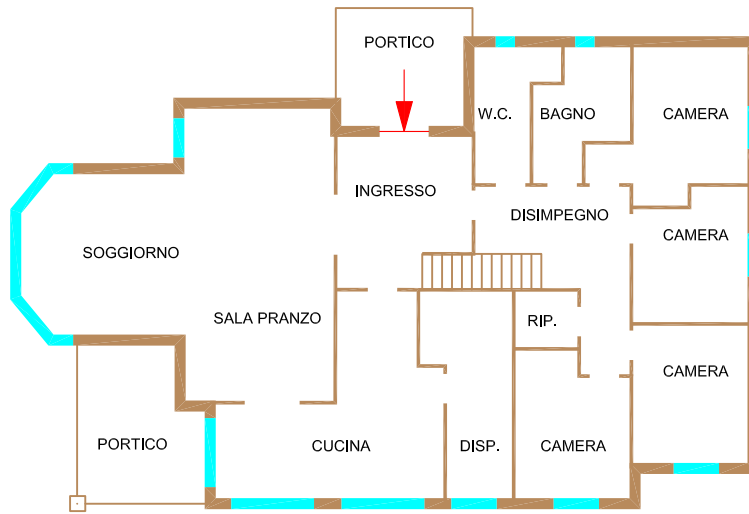 PORTICO
W.C.
BAGNO
CAMERA
INGRESSO
DISIMPEGNO
CAMERA
SOGGIORNO
SALA PRANZO
RIP.
CAMERA
PORTICO
CUCINA
DISP.
CAMERA